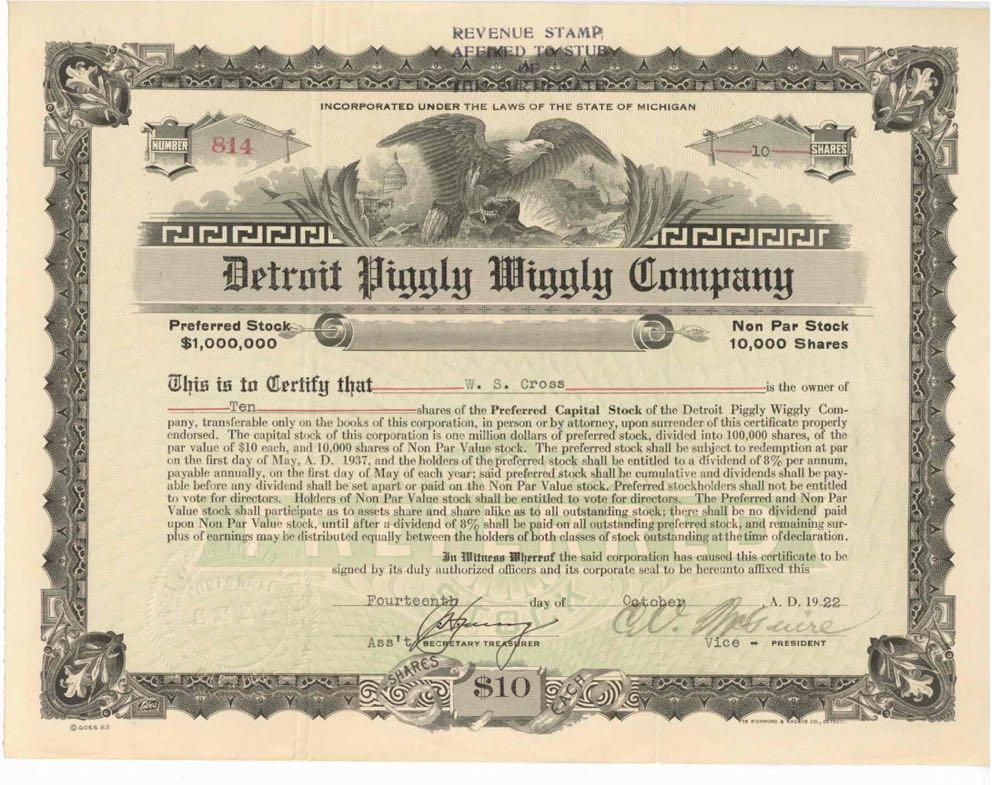 REVENUE STAMP
AFFIXED TO STUB
OF
THIS CERTIFICATE
INCORPORATED UNDER THE LAWS OF THE STATE OF MICHIGAN
NUMBER 814
10 SHARES
Detroit Piggly Wiggly Company
Preferred Stock
$1,000,000
Non Par Stock
10,000 Shares
This is to Certify that W. S. Cross is the owner of
Ten shares of the Preferred Capital Stock of the Detroit Piggly Wiggly Com-
pany, transferable only on the books of this corporation, in person or by attorney, upon surrender of this certificate properly
endorsed. The capital stock of this corporation is one million dollars of preferred stock, divided into 100,000 shares, of the
par value of $10 each, and 10,000 shares of Non Par Value stock. The preferred stock shall be subject to redemption at par
on the first day of May, A. D. 1937, and the holders of the preferred stock shall be entitled to a dividend of 8% per annum,
payable annually, on the first day of May of each year; said preferred stock shall be cumulative and dividends shall be pay-
able before any dividend shall be set apart or paid on the Non Par Value stock. Preferred stockholders shall not be entitled
to vote for directors. Holders of Non Par Value stock shall be entitled to vote for directors. The Preferred and Non Par
Value stock shall participate as to assets share and share alike as to all outstanding stock; there shall be no dividend paid
upon Non Par Value stock, until after a dividend of 8% shall be paid on all outstanding preferred stock, and remaining sur-
plus of earnings may be distributed equally between the holders of both classes of stock outstanding at the time of declaration.
In Witness Whereof the said corporation has caused this certificate to be
signed by its duly authorized officers and its corporate seal to be hereunto affixed this
Fourteenth day of October, A. D. 1922
C. W. McGuire
Ass't SECRETARY TREASURER
Vice - PRESIDENT
SHARES $10 EACH
Goes
© GOES 23
THE RICHMOND & BACKUS CO., DETROIT.